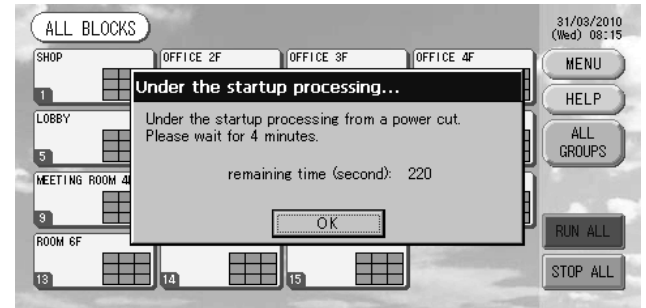 ALL BLOCKS
31/03/2010
(Wed) 08:15
SHOP
OFFICE 2F
OFFICE 3F
OFFICE 4F
MENU
1
Under the startup processing...
HELP
LOBBY
Under the startup processing from a power cut.
Please wait for 4 minutes.
ALL
GROUPS
5
MEETING ROOM 4
remaining time (second): 220
9
OK
RUN ALL
ROOM 6F
13
14
15
STOP ALL